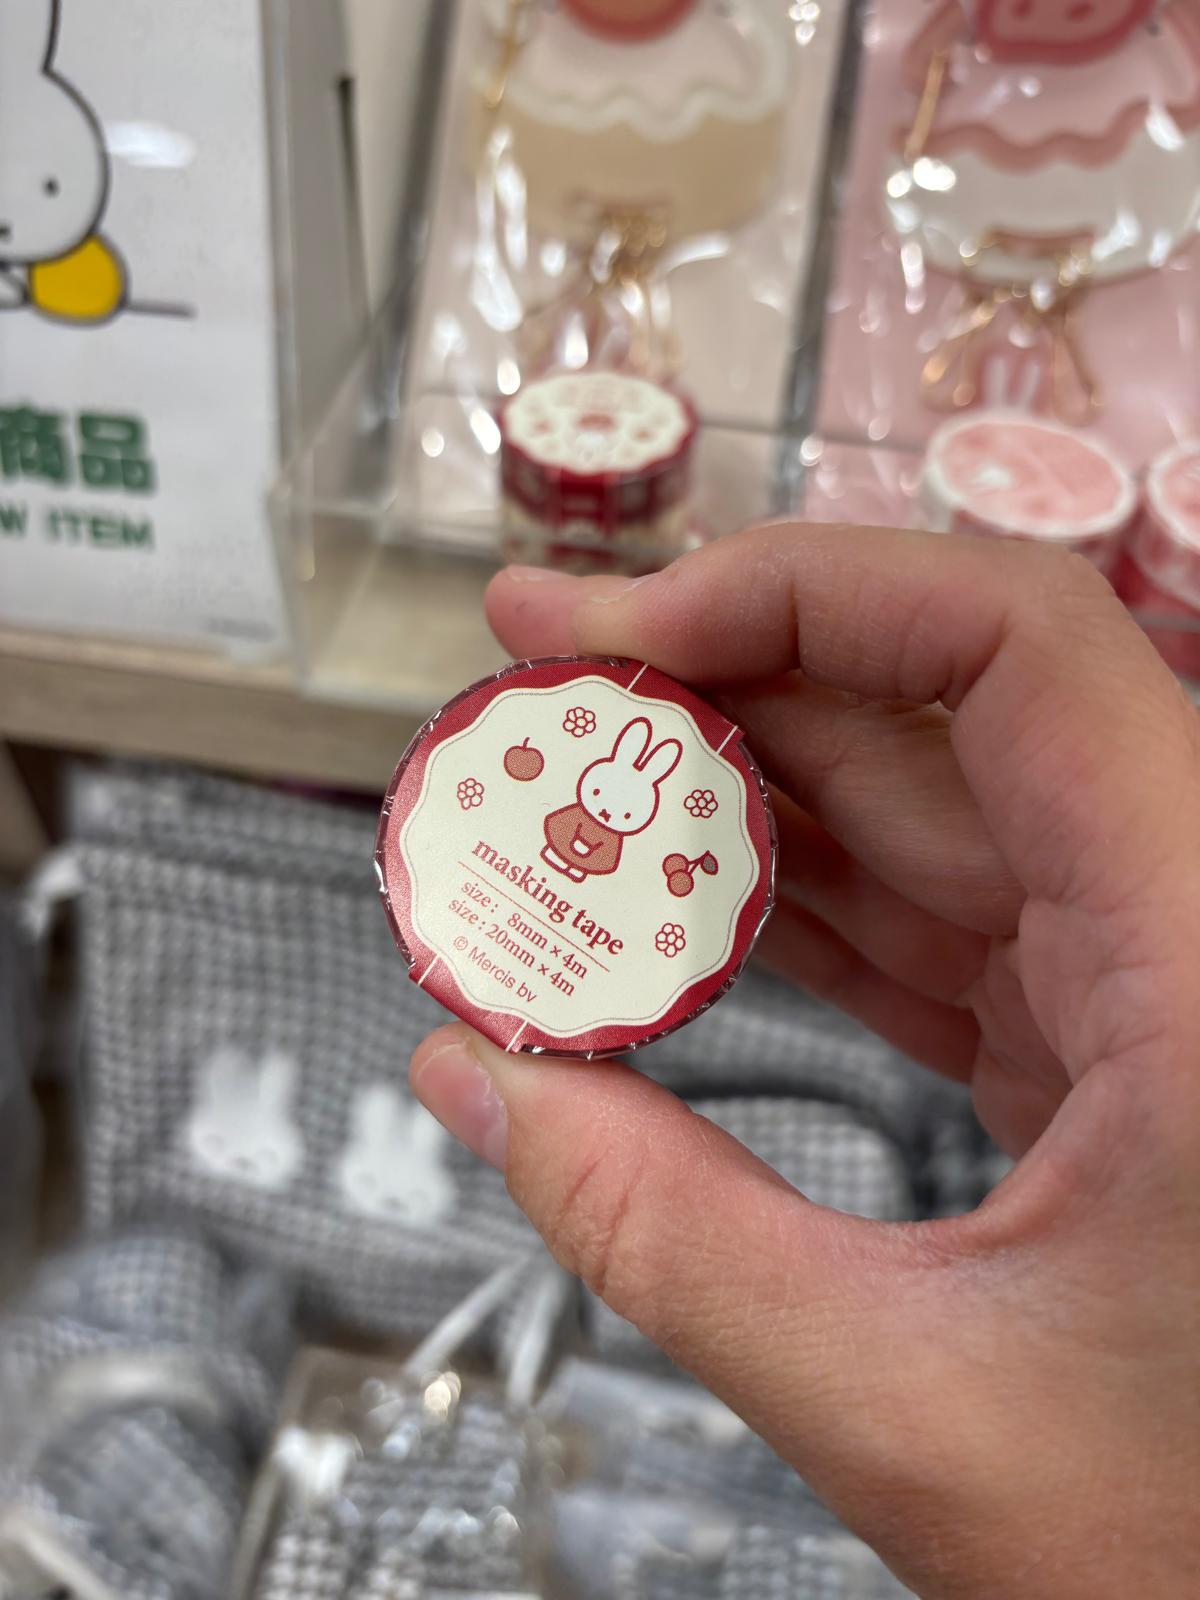 商品
W ITEM
masking tape
size: 8mm × 4m
size: 20mm × 4m
© Mercis bv